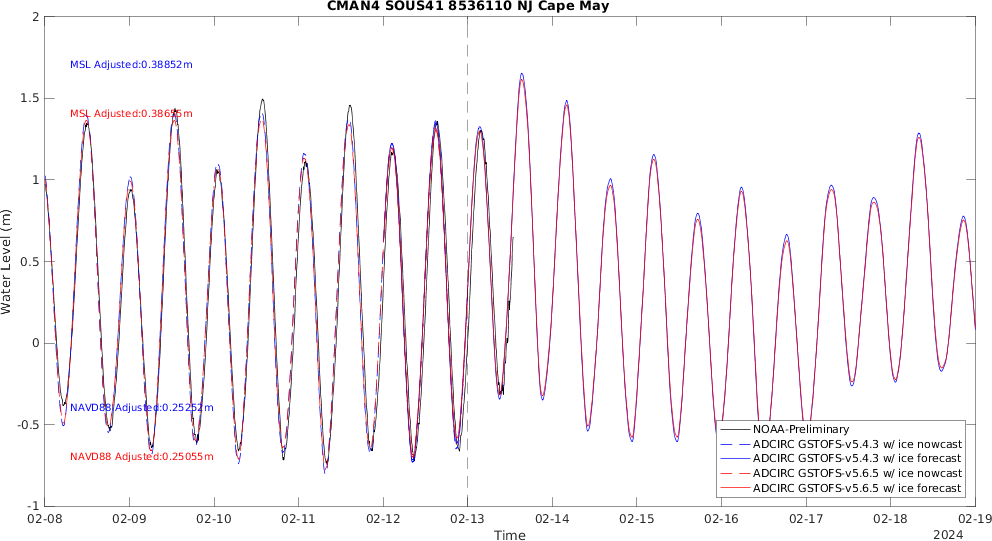 CMAN4 SOUS41 8536110 NJ Cape May
2
1.5
1
0.5
0
-0.5
-1
Water Level (m)
MSL Adjusted:0.38852m
MSL Adjusted:0.38655m
NAVD88 Adjusted:0.25252m
NAVD88 Adjusted:0.25055m
NOAA-Preliminary
ADCIRC GSTOFS-v5.4.3 w/ ice nowcast
ADCIRC GSTOFS-v5.4.3 w/ ice forecast
ADCIRC GSTOFS-v5.6.5 w/ ice nowcast
ADCIRC GSTOFS-v5.6.5 w/ ice forecast
02-08 02-09 02-10 02-11 02-12 02-13 02-14 02-15 02-16 02-17 02-18 02-19
Time
2024